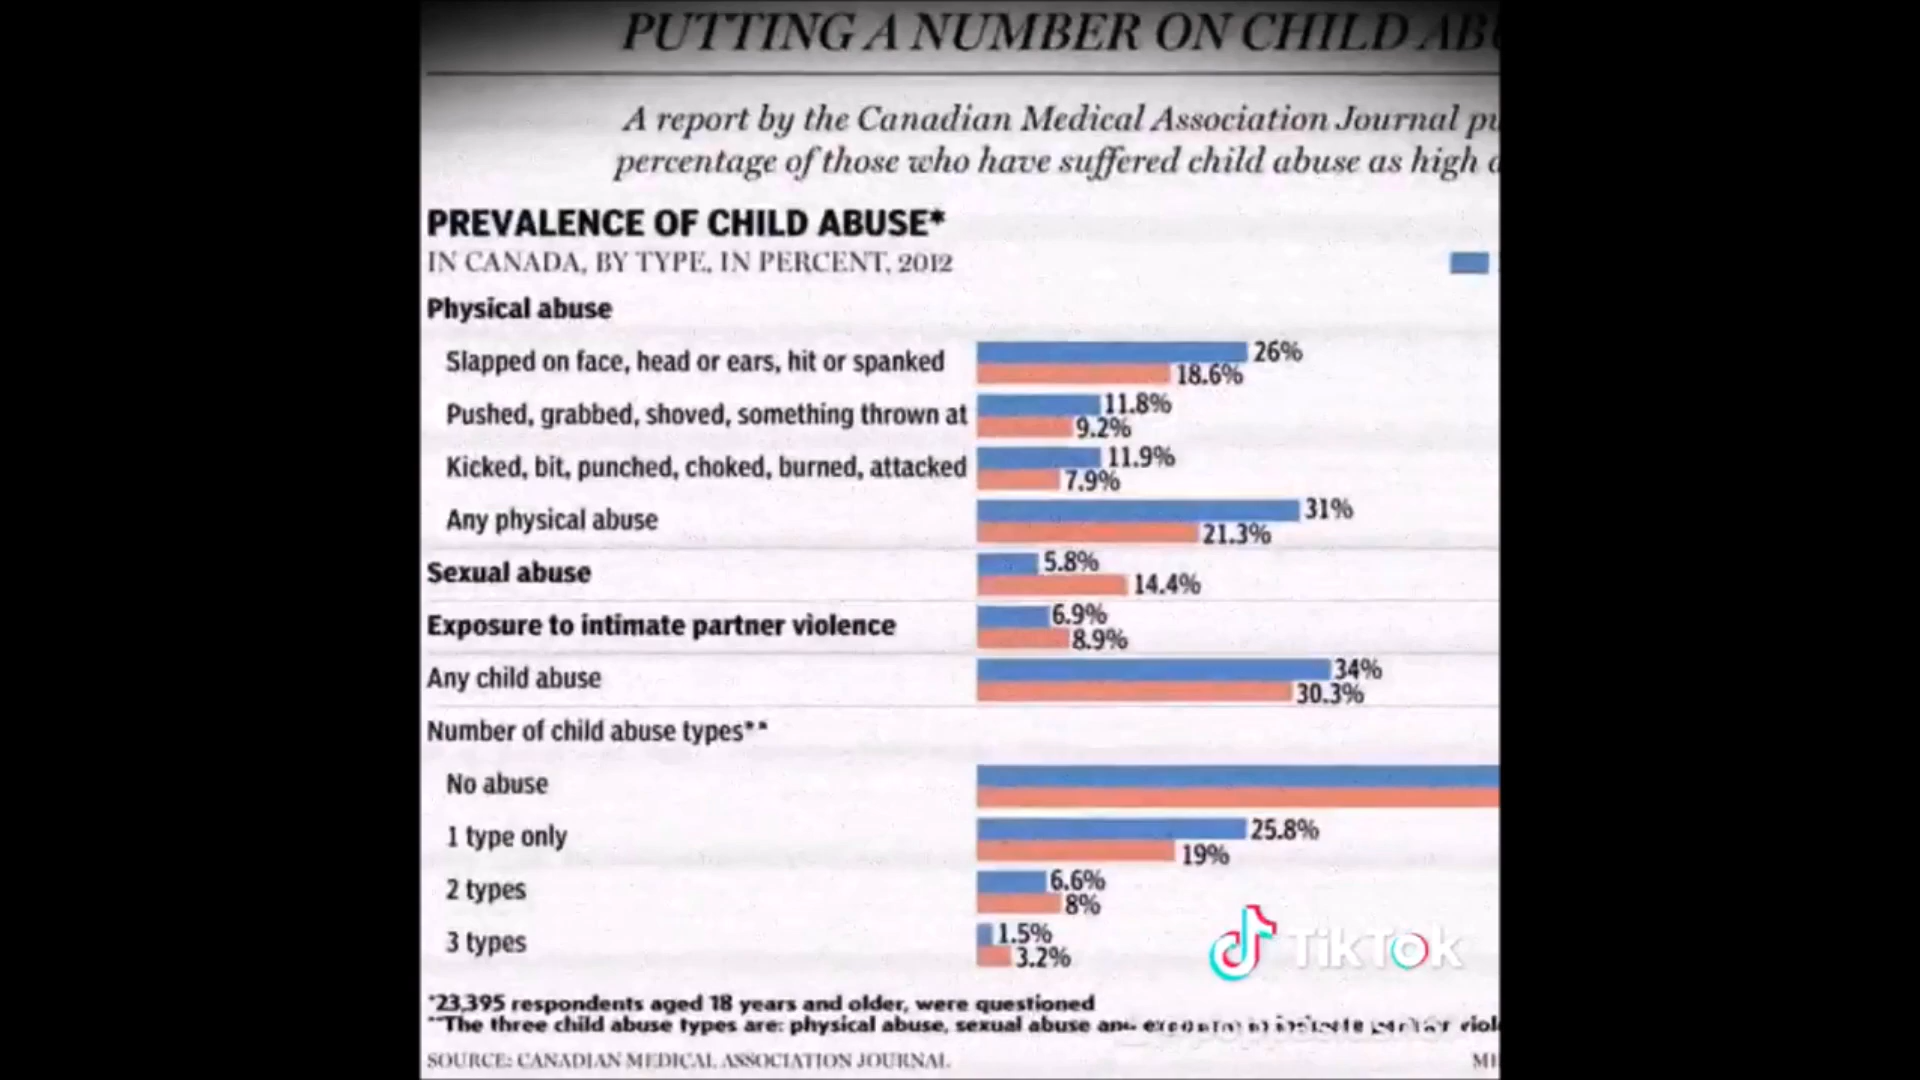 PUTTING A NUMBER ON CHILD
A report by the Canadian Medical Association Journal
percentage of those who have suffered child abuse as high
PREVALENCE OF CHILD ABUSE*
IN CANADA, BY TYPE, IN PERCENT, 2012
Physical abuse
Slapped on face, head or ears, hit or spanked 26%
18.6%
Pushed, grabbed, shoved, something thrown at 11.8%
9.2%
Kicked, bit, punched, choked, burned, attacked 11.9%
7.9%
Any physical abuse 31%
21.3%
Sexual abuse 5.8%
14.4%
Exposure to intimate partner violence 6.9%
8.9%
Any child abuse 34%
30.3%
Number of child abuse types**
No abuse
1 type only 25.8%
19%
2 types 6.6%
8%
3 types 1.5%
3.2%
TikTok
*23,395 respondents aged 18 years and older, were questioned
**The three child abuse types are: physical abuse, sexual abuse and
SOURCE: CANADIAN MEDICAL ASSOCIATION JOURNAL